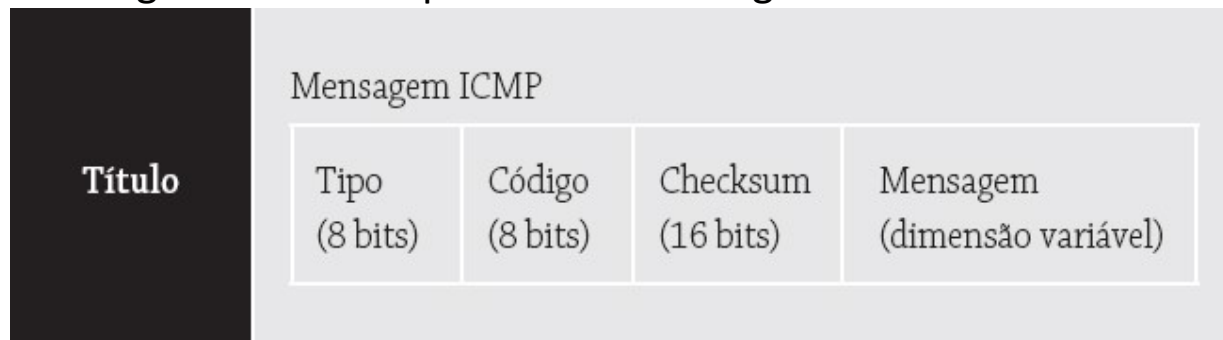 Mensagem ICMP
Título
Tipo
(8 bits)
Código
(8 bits)
Checksum
(16 bits)
Mensagem
(dimensão variável)